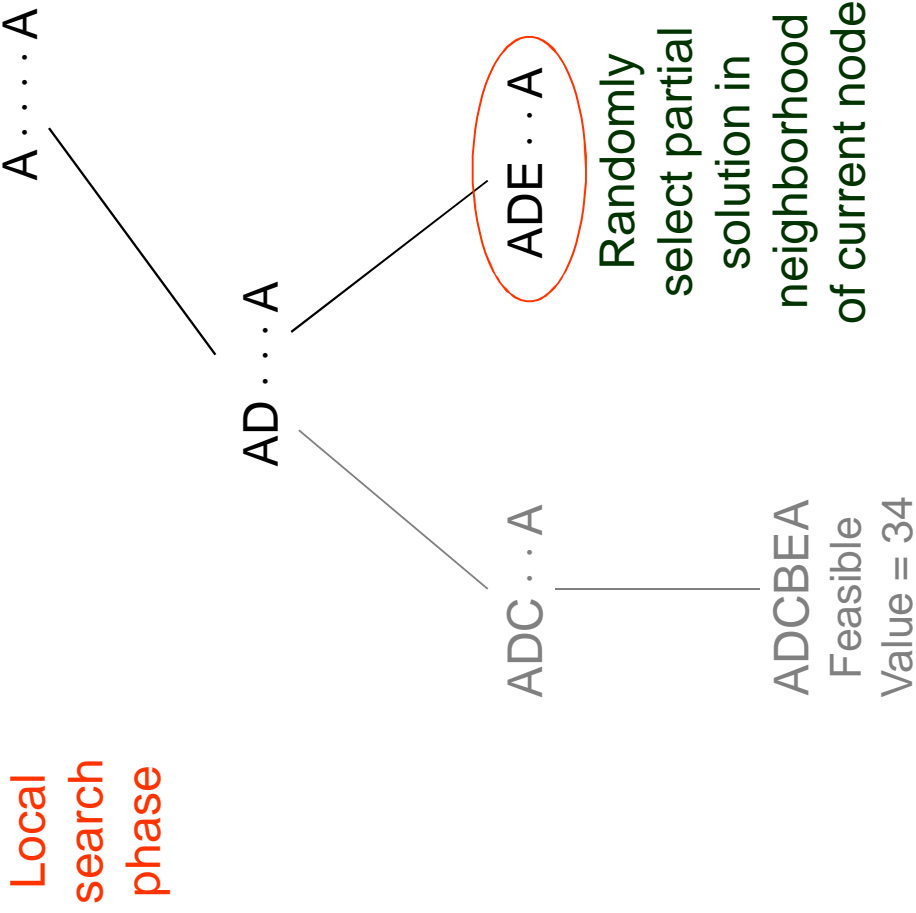 Local
search
phase
A · · · · A
AD · · · A
ADC · · A
ADE · · A
ADCBEA
Feasible
Value = 34
Randomly
select partial
solution in
neighborhood
of current node